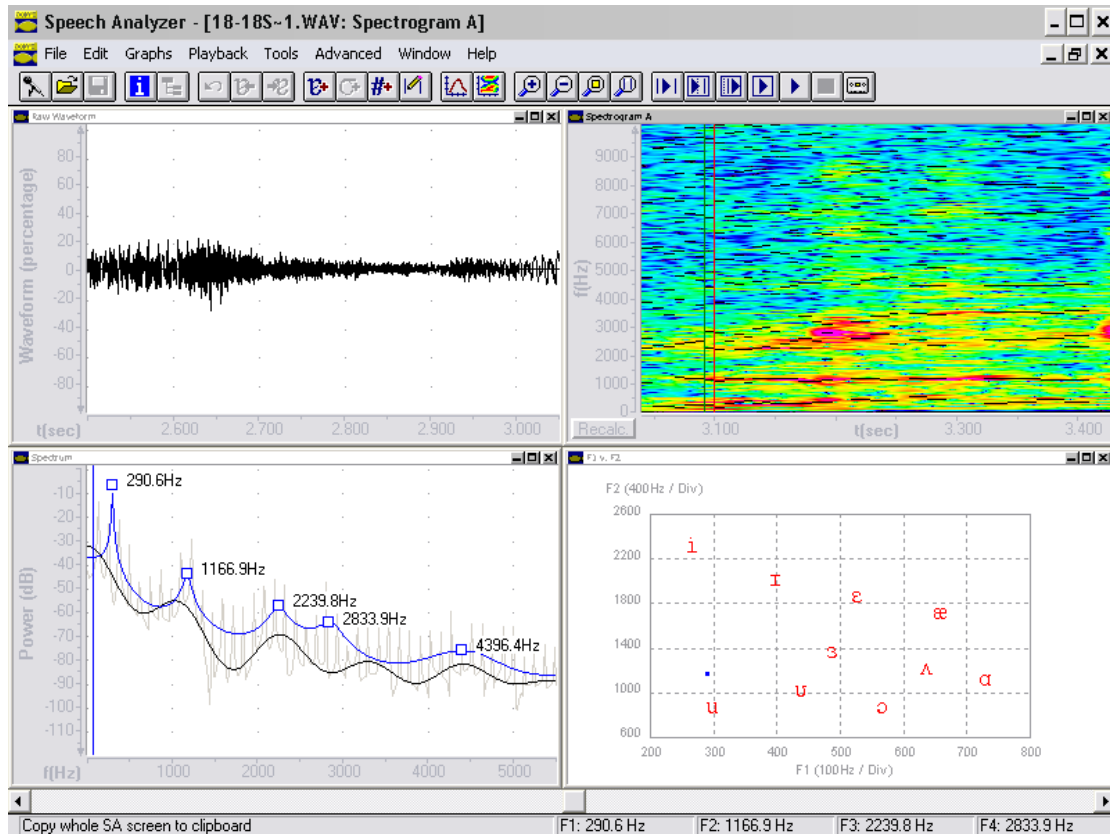 Speech Analyzer - [18-18S~1.WAV: Spectrogram A]
File Edit Graphs Playback Tools Advanced Window Help
Raw Waveform
Waveform (percentage)
80
60
40
20
0
-20
-40
-60
-80
t(sec) 2.600 2.700 2.800 2.900 3.000
Spectrogram A
f(Hz)
9000
8000
7000
6000
5000
4000
3000
2000
1000
0
Recalc. 3.100 t(sec) 3.300 3.400
Spectrum
Power (dB)
-10
-20
-30
-40
-50
-60
-70
-80
-90
-100
-110
290.6Hz
1166.9Hz
2239.8Hz
2833.9Hz
4396.4Hz
f(Hz) 1000 2000 3000 4000 5000
F1 v. F2
F2 (400Hz / Div)
2600
2200
1800
1400
1000
600
i
ɪ
ɛ
æ
ɜ
ʌ
ɑ
ʊ
u
ɔ
200 300 400 500 600 700 800
F1 (100Hz / Div)
Copy whole SA screen to clipboard F1: 290.6 Hz F2: 1166.9 Hz F3: 2239.8 Hz F4: 2833.9 Hz